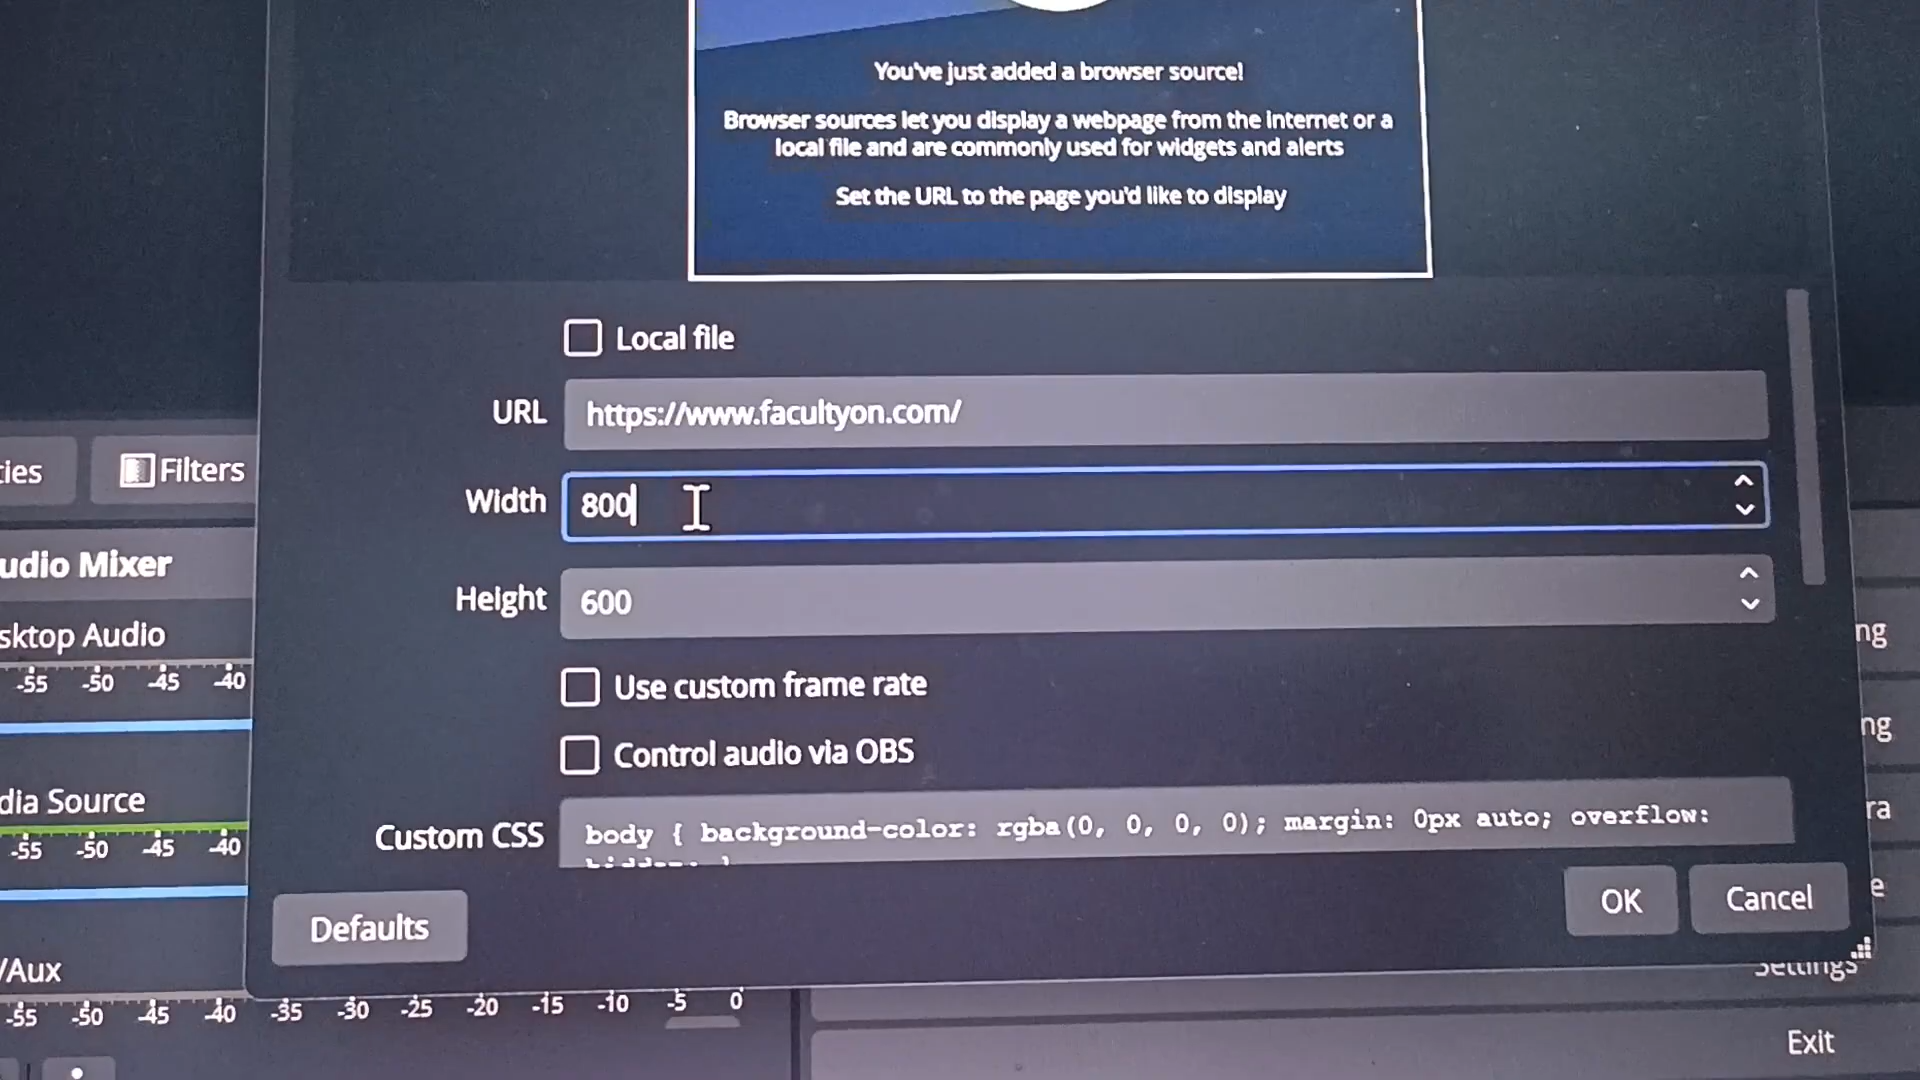 You've just added a browser source!
Browser sources let you display a webpage from the internet or a
local file and are commonly used for widgets and alerts
Set the URL to the page you'd like to display
Local file
URL https://www.facultyon.com/
ties
Filters
Width 800
udio Mixer
Height 600
sktop Audio
ng
-55 -50 -45 -40
Use custom frame rate
ng
Control audio via OBS
dia Source
ra
Custom CSS body { background-color: rgba(0, 0, 0, 0); margin: 0px auto; overflow:
hidden; }
-55 -50 -45 -40
OK
Cancel
e
Defaults
/Aux
Settings
-55 -50 -45 -40 -35 -30 -25 -20 -15 -10 -5 0
Exit